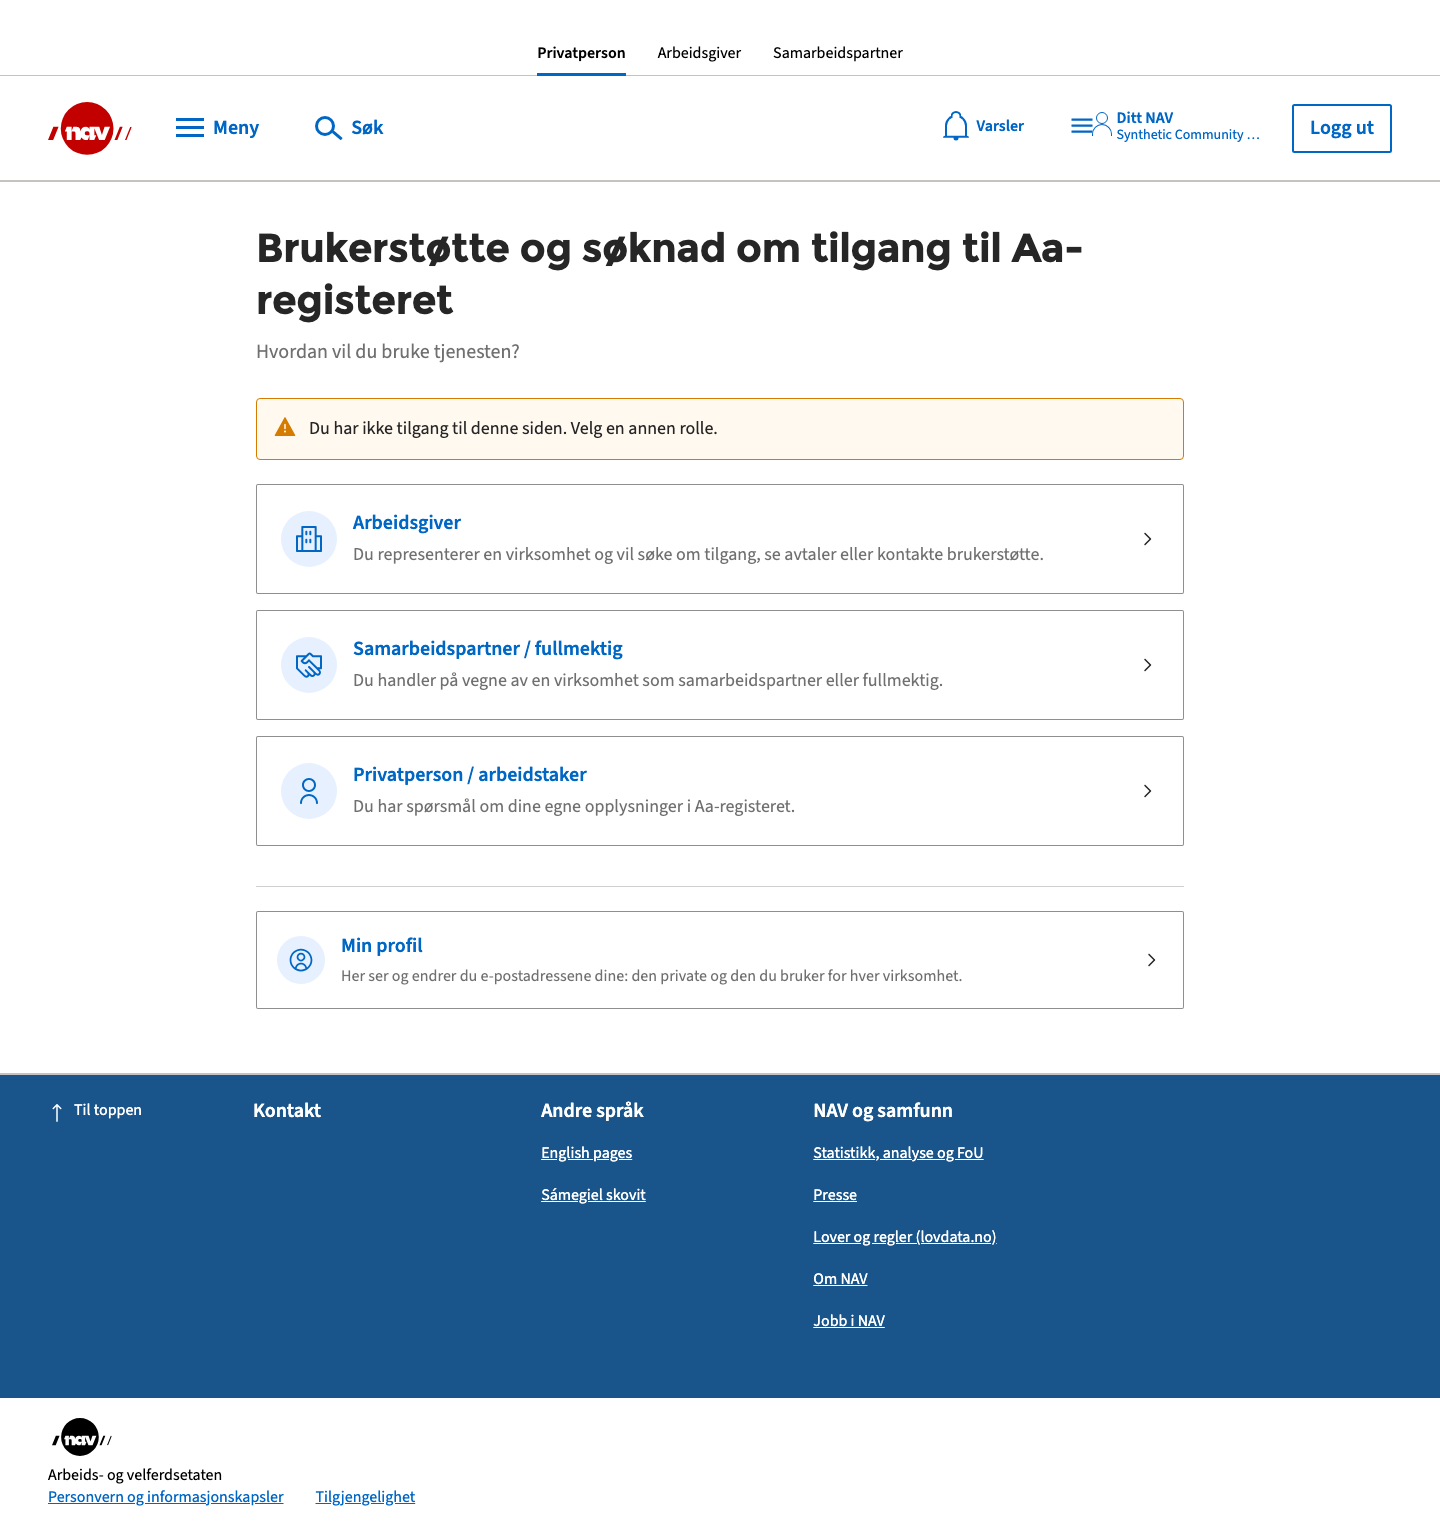 Privatperson Arbeidsgiver Samarbeidspartner
nav Meny Søk Varsler Ditt NAV Logg ut
Synthetic Community ...
Brukerstøtte og søknad om tilgang til Aa-
registeret
Hvordan vil du bruke tjenesten?
Du har ikke tilgang til denne siden. Velg en annen rolle.
Arbeidsgiver
Du representerer en virksomhet og vil søke om tilgang, se avtaler eller kontakte brukerstøtte.
Samarbeidspartner / fullmektig
Du handler på vegne av en virksomhet som samarbeidspartner eller fullmektig.
Privatperson / arbeidstaker
Du har spørsmål om dine egne opplysninger i Aa-registeret.
Min profil
Her ser og endrer du e-postadressene dine: den private og den du bruker for hver virksomhet.
Til toppen
Kontakt
Andre språk
English pages
Sámegiel skovit
NAV og samfunn
Statistikk, analyse og FoU
Presse
Lover og regler (lovdata.no)
Om NAV
Jobb i NAV
nav
Arbeids- og velferdsetaten
Personvern og informasjonskapsler Tilgjengelighet